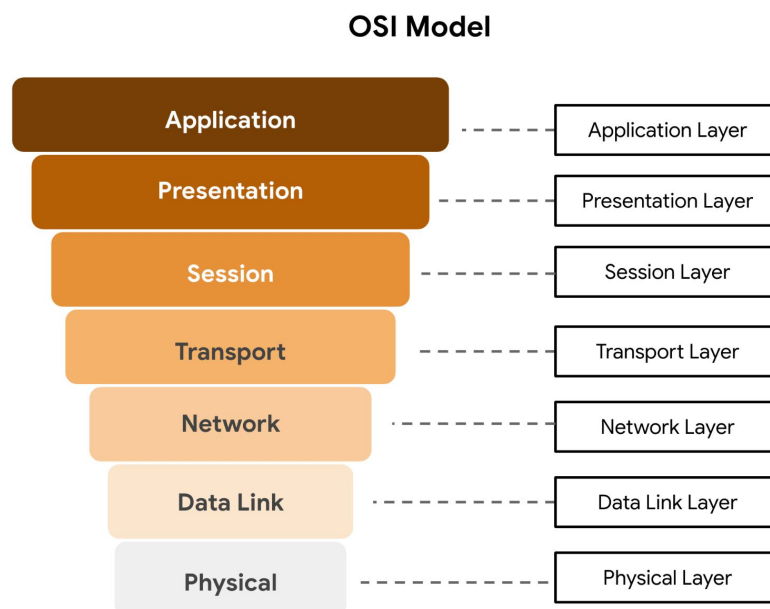 OSI Model
Application
Application Layer
Presentation
Presentation Layer
Session
Session Layer
Transport
Transport Layer
Network
Network Layer
Data Link
Data Link Layer
Physical
Physical Layer